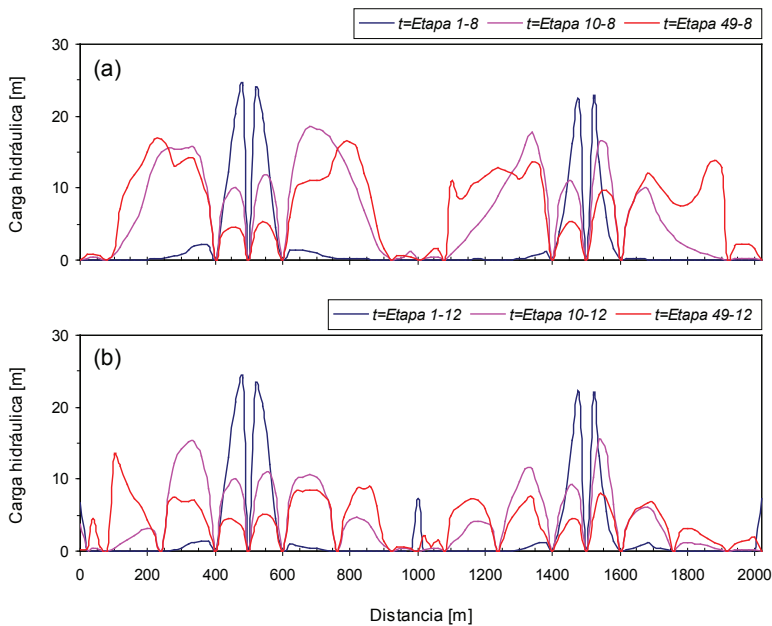 t=Etapa 1-8 t=Etapa 10-8 t=Etapa 49-8
30
(a)
20
10
0
Carga hidráulica [m]
t=Etapa 1-12 t=Etapa 10-12 t=Etapa 49-12
30
(b)
20
10
0
Carga hidráulica [m]
0 200 400 600 800 1000 1200 1400 1600 1800 2000
Distancia [m]